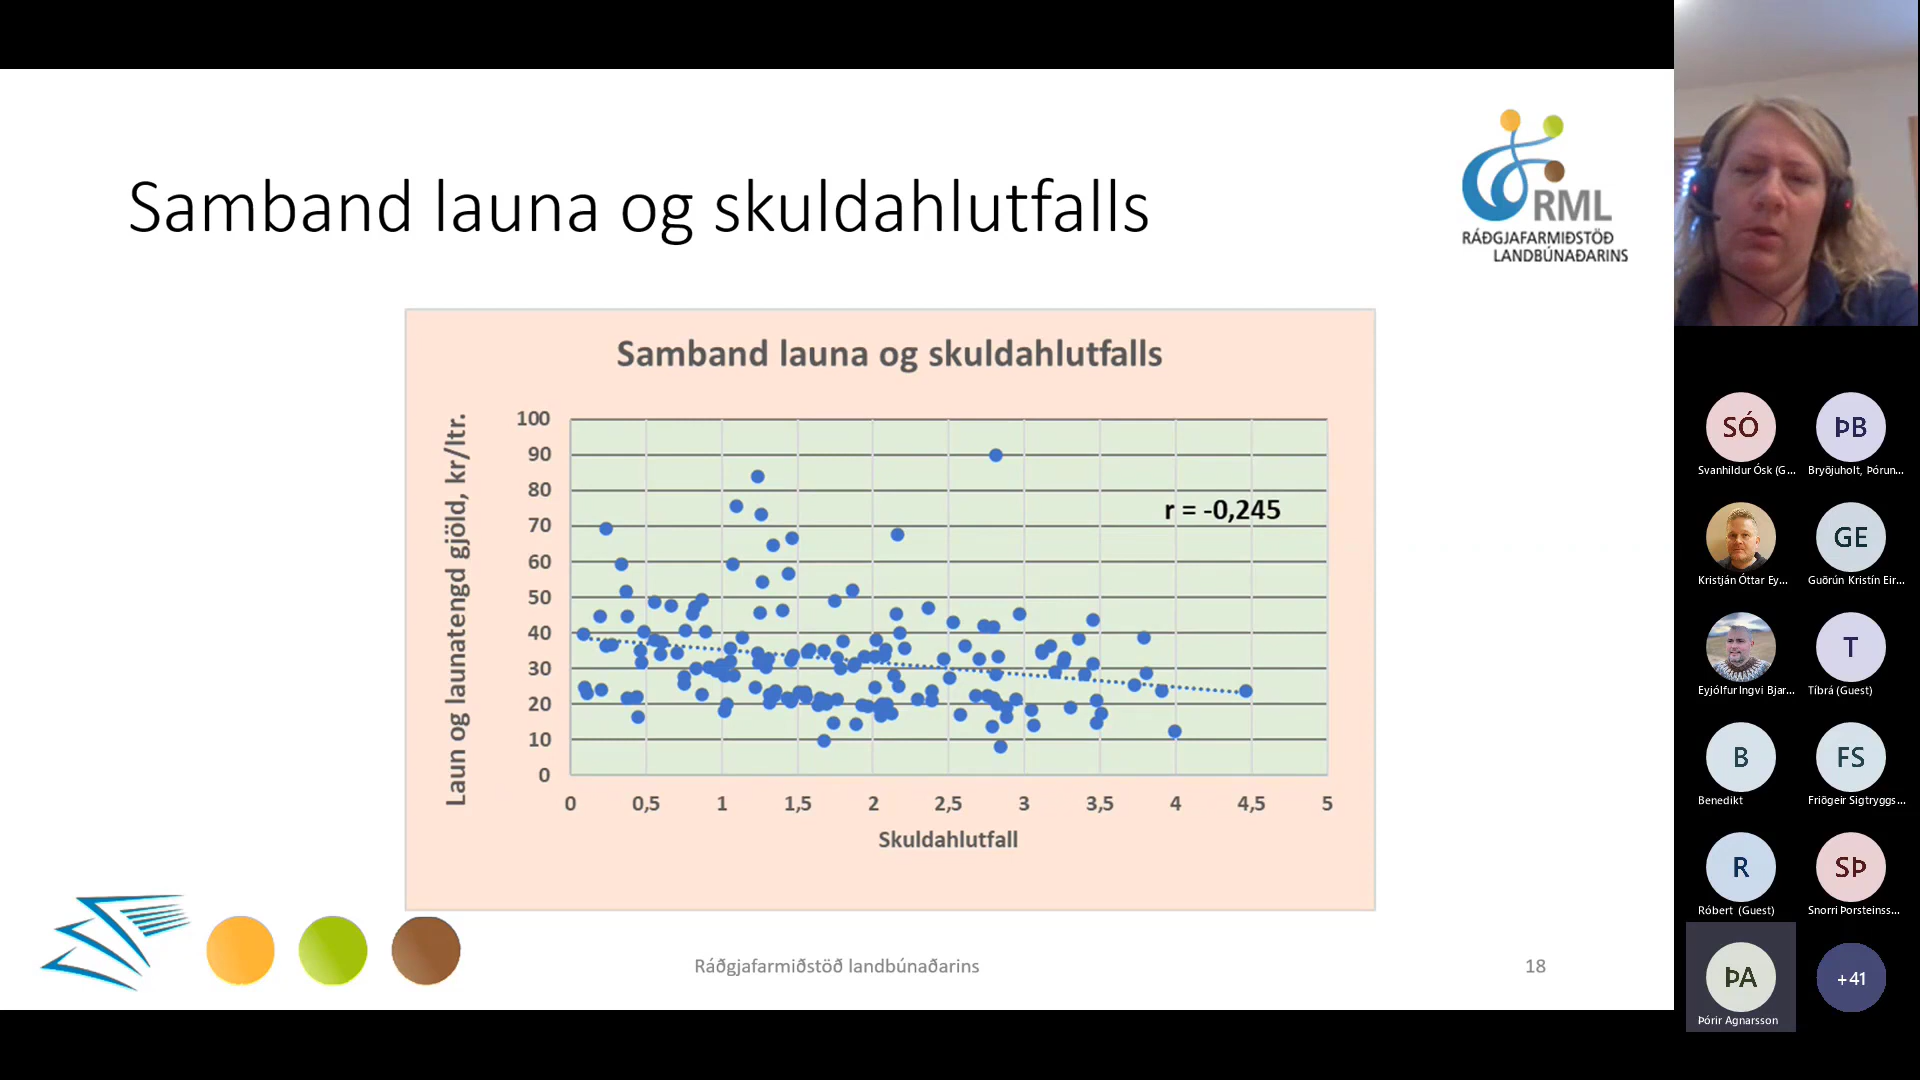 Samband launa og skuldahlutfalls
RML
RÁÐGJAFARMIÐSTÖÐ
LANDBÚNAÐARINS
Samband launa og skuldahlutfalls
Laun og launatengd gjöld, kr/ltr.
100
90
80
70
60
50
40
30
20
10
0
r = -0,245
0 0,5 1 1,5 2 2,5 3 3,5 4 4,5 5
Skuldahlutfall
Ráðgjafarmiðstöð landbúnaðarins
18
SÓ ÞB
Svanhildur Ósk (G... Bryðjuholt, Þórun...
GE
Kristján Óttar Ey... Guðrún Kristín Eir...
T
Eyjólfur Ingvi Bjar... Tíbrá (Guest)
B FS
Benedikt Friðgeir Sigtryggs...
R SÞ
Róbert (Guest) Snorri Þorsteinss...
ÞA +41
Þórir Agnarsson